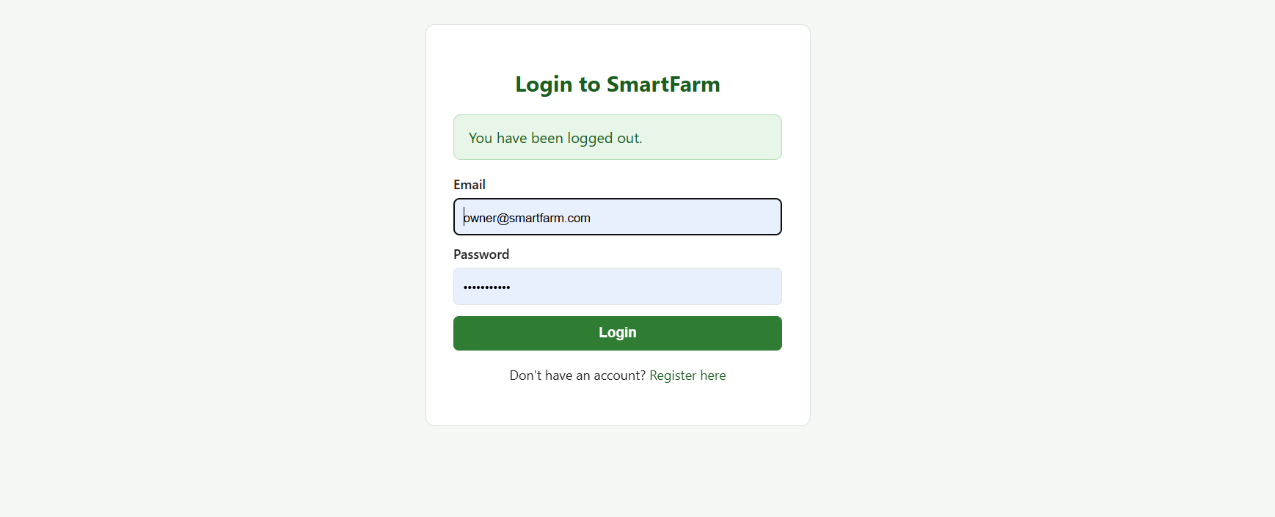 Login to SmartFarm
You have been logged out.
Email
owner@smartfarm.com
Password
•••••••••••
Login
Don't have an account? Register here